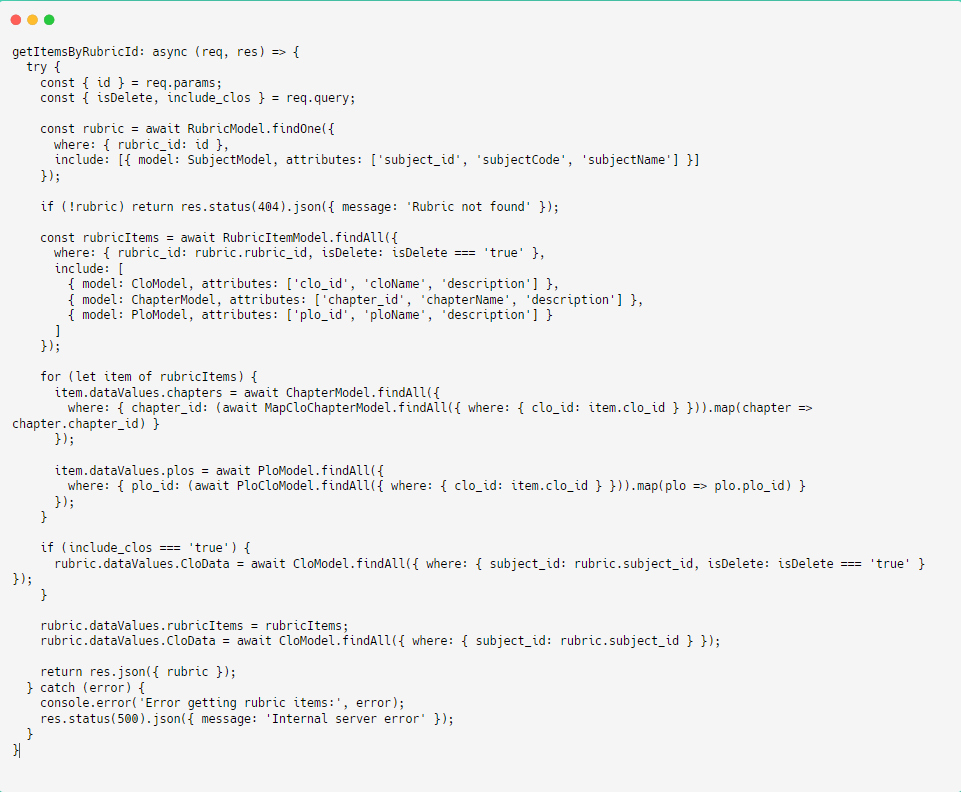 getItemsByRubricId: async (req, res) => {
  try {
    const { id } = req.params;
    const { isDelete, include_clos } = req.query;

    const rubric = await RubricModel.findOne({
      where: { rubric_id: id },
      include: [{ model: SubjectModel, attributes: ['subject_id', 'subjectCode', 'subjectName'] }]
    });

    if (!rubric) return res.status(404).json({ message: 'Rubric not found' });

    const rubricItems = await RubricItemModel.findAll({
      where: { rubric_id: rubric.rubric_id, isDelete: isDelete === 'true' },
      include: [
        { model: CloModel, attributes: ['clo_id', 'cloName', 'description'] },
        { model: ChapterModel, attributes: ['chapter_id', 'chapterName', 'description'] },
        { model: PloModel, attributes: ['plo_id', 'ploName', 'description'] }
      ]
    });

    for (let item of rubricItems) {
      item.dataValues.chapters = await ChapterModel.findAll({
        where: { chapter_id: (await MapCloChapterModel.findAll({ where: { clo_id: item.clo_id } })).map(chapter =>
chapter.chapter_id) }
      });

      item.dataValues.plos = await PloModel.findAll({
        where: { plo_id: (await PloCloModel.findAll({ where: { clo_id: item.clo_id } })).map(plo => plo.plo_id) }
      });
    }

    if (include_clos === 'true') {
      rubric.dataValues.CloData = await CloModel.findAll({ where: { subject_id: rubric.subject_id, isDelete: isDelete === 'true' }
});
    }

    rubric.dataValues.rubricItems = rubricItems;
    rubric.dataValues.CloData = await CloModel.findAll({ where: { subject_id: rubric.subject_id } });

    return res.json({ rubric });
  } catch (error) {
    console.error('Error getting rubric items:', error);
    res.status(500).json({ message: 'Internal server error' });
  }
}